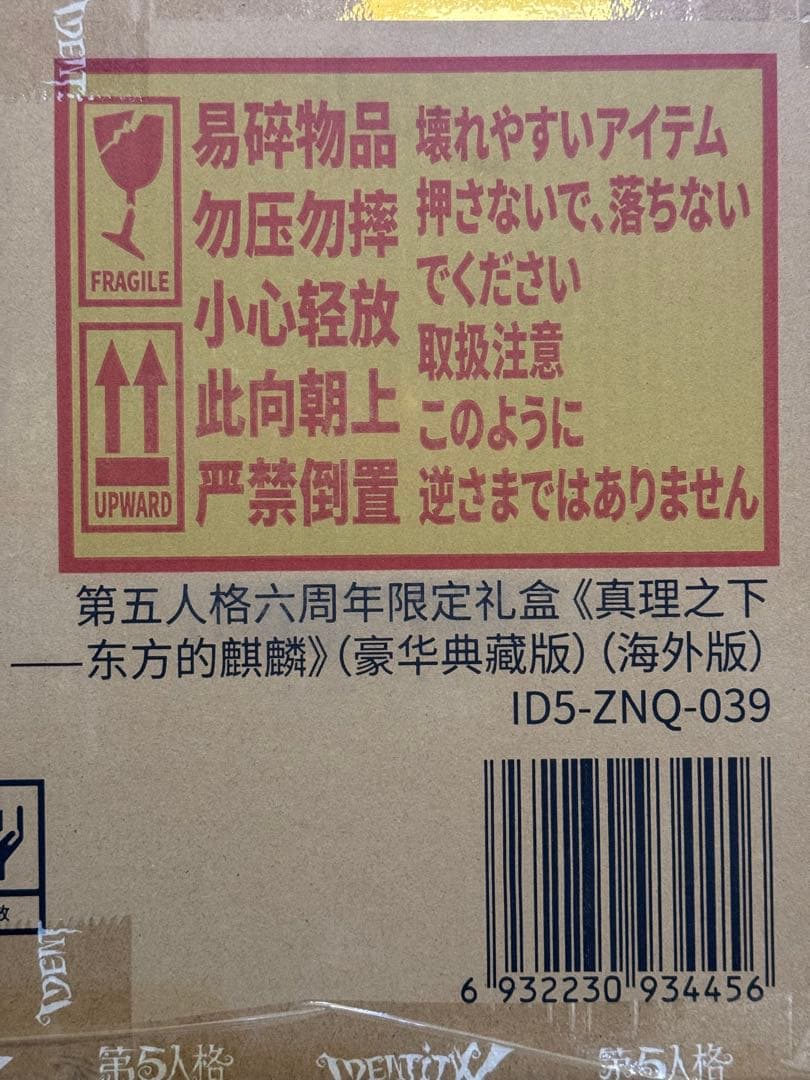 IDENT
FRAGILE
UPWARD
易碎物品
勿压勿摔
小心轻放
此向朝上
严禁倒置
壊れやすいアイテム
押さないで、落ちない
でください
取扱注意
このように
逆さまではありません
第五人格六周年限定礼盒《真理之下
——东方的麒麟》（豪华典藏版）（海外版）
ID5-ZNQ-039
6 932230 934456
放
IDENT
第5人格 IDENTITY 第5人格